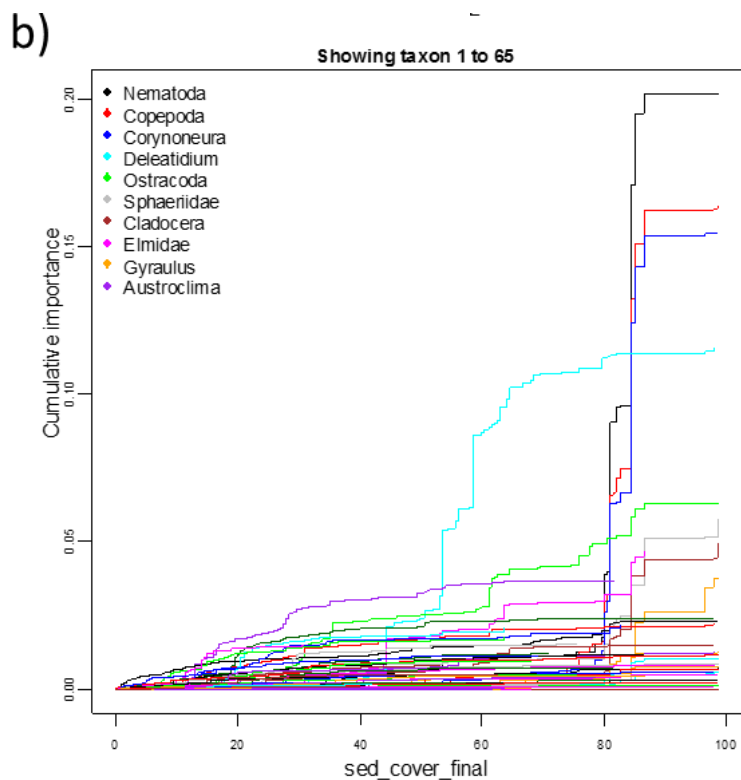 b)
Showing taxon 1 to 65
Nematoda
Copepoda
Corynoneura
Deleatidium
Ostracoda
Sphaeriidae
Cladocera
Elmidae
Gyraulus
Austroclima
Cumulative importance
0.20
0.15
0.10
0.05
0.00
0 20 40 60 80 100
sed_cover_final